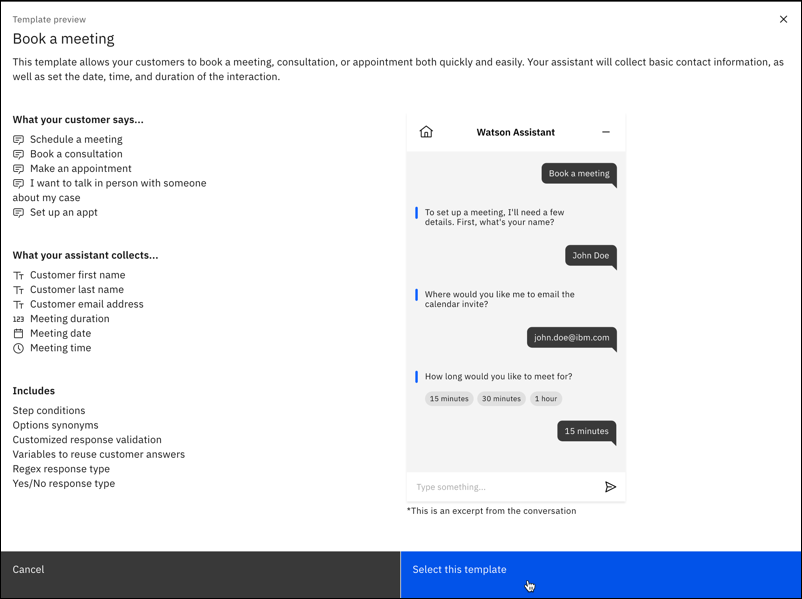 Template preview
Book a meeting
This template allows your customers to book a meeting, consultation, or appointment both quickly and easily. Your assistant will collect basic contact information, as
well as set the date, time, and duration of the interaction.
What your customer says...
Schedule a meeting
Book a consultation
Make an appointment
I want to talk in person with someone
about my case
Set up an appt
What your assistant collects...
Customer first name
Customer last name
Customer email address
123 Meeting duration
Meeting date
Meeting time
Includes
Step conditions
Options synonyms
Customized response validation
Variables to reuse customer answers
Regex response type
Yes/No response type
Watson Assistant
Book a meeting
To set up a meeting, I'll need a few
details. First, what's your name?
John Doe
Where would you like me to email the
calendar invite?
john.doe@ibm.com
How long would you like to meet for?
15 minutes 30 minutes 1 hour
15 minutes
Type something...
*This is an excerpt from the conversation
Cancel
Select this template